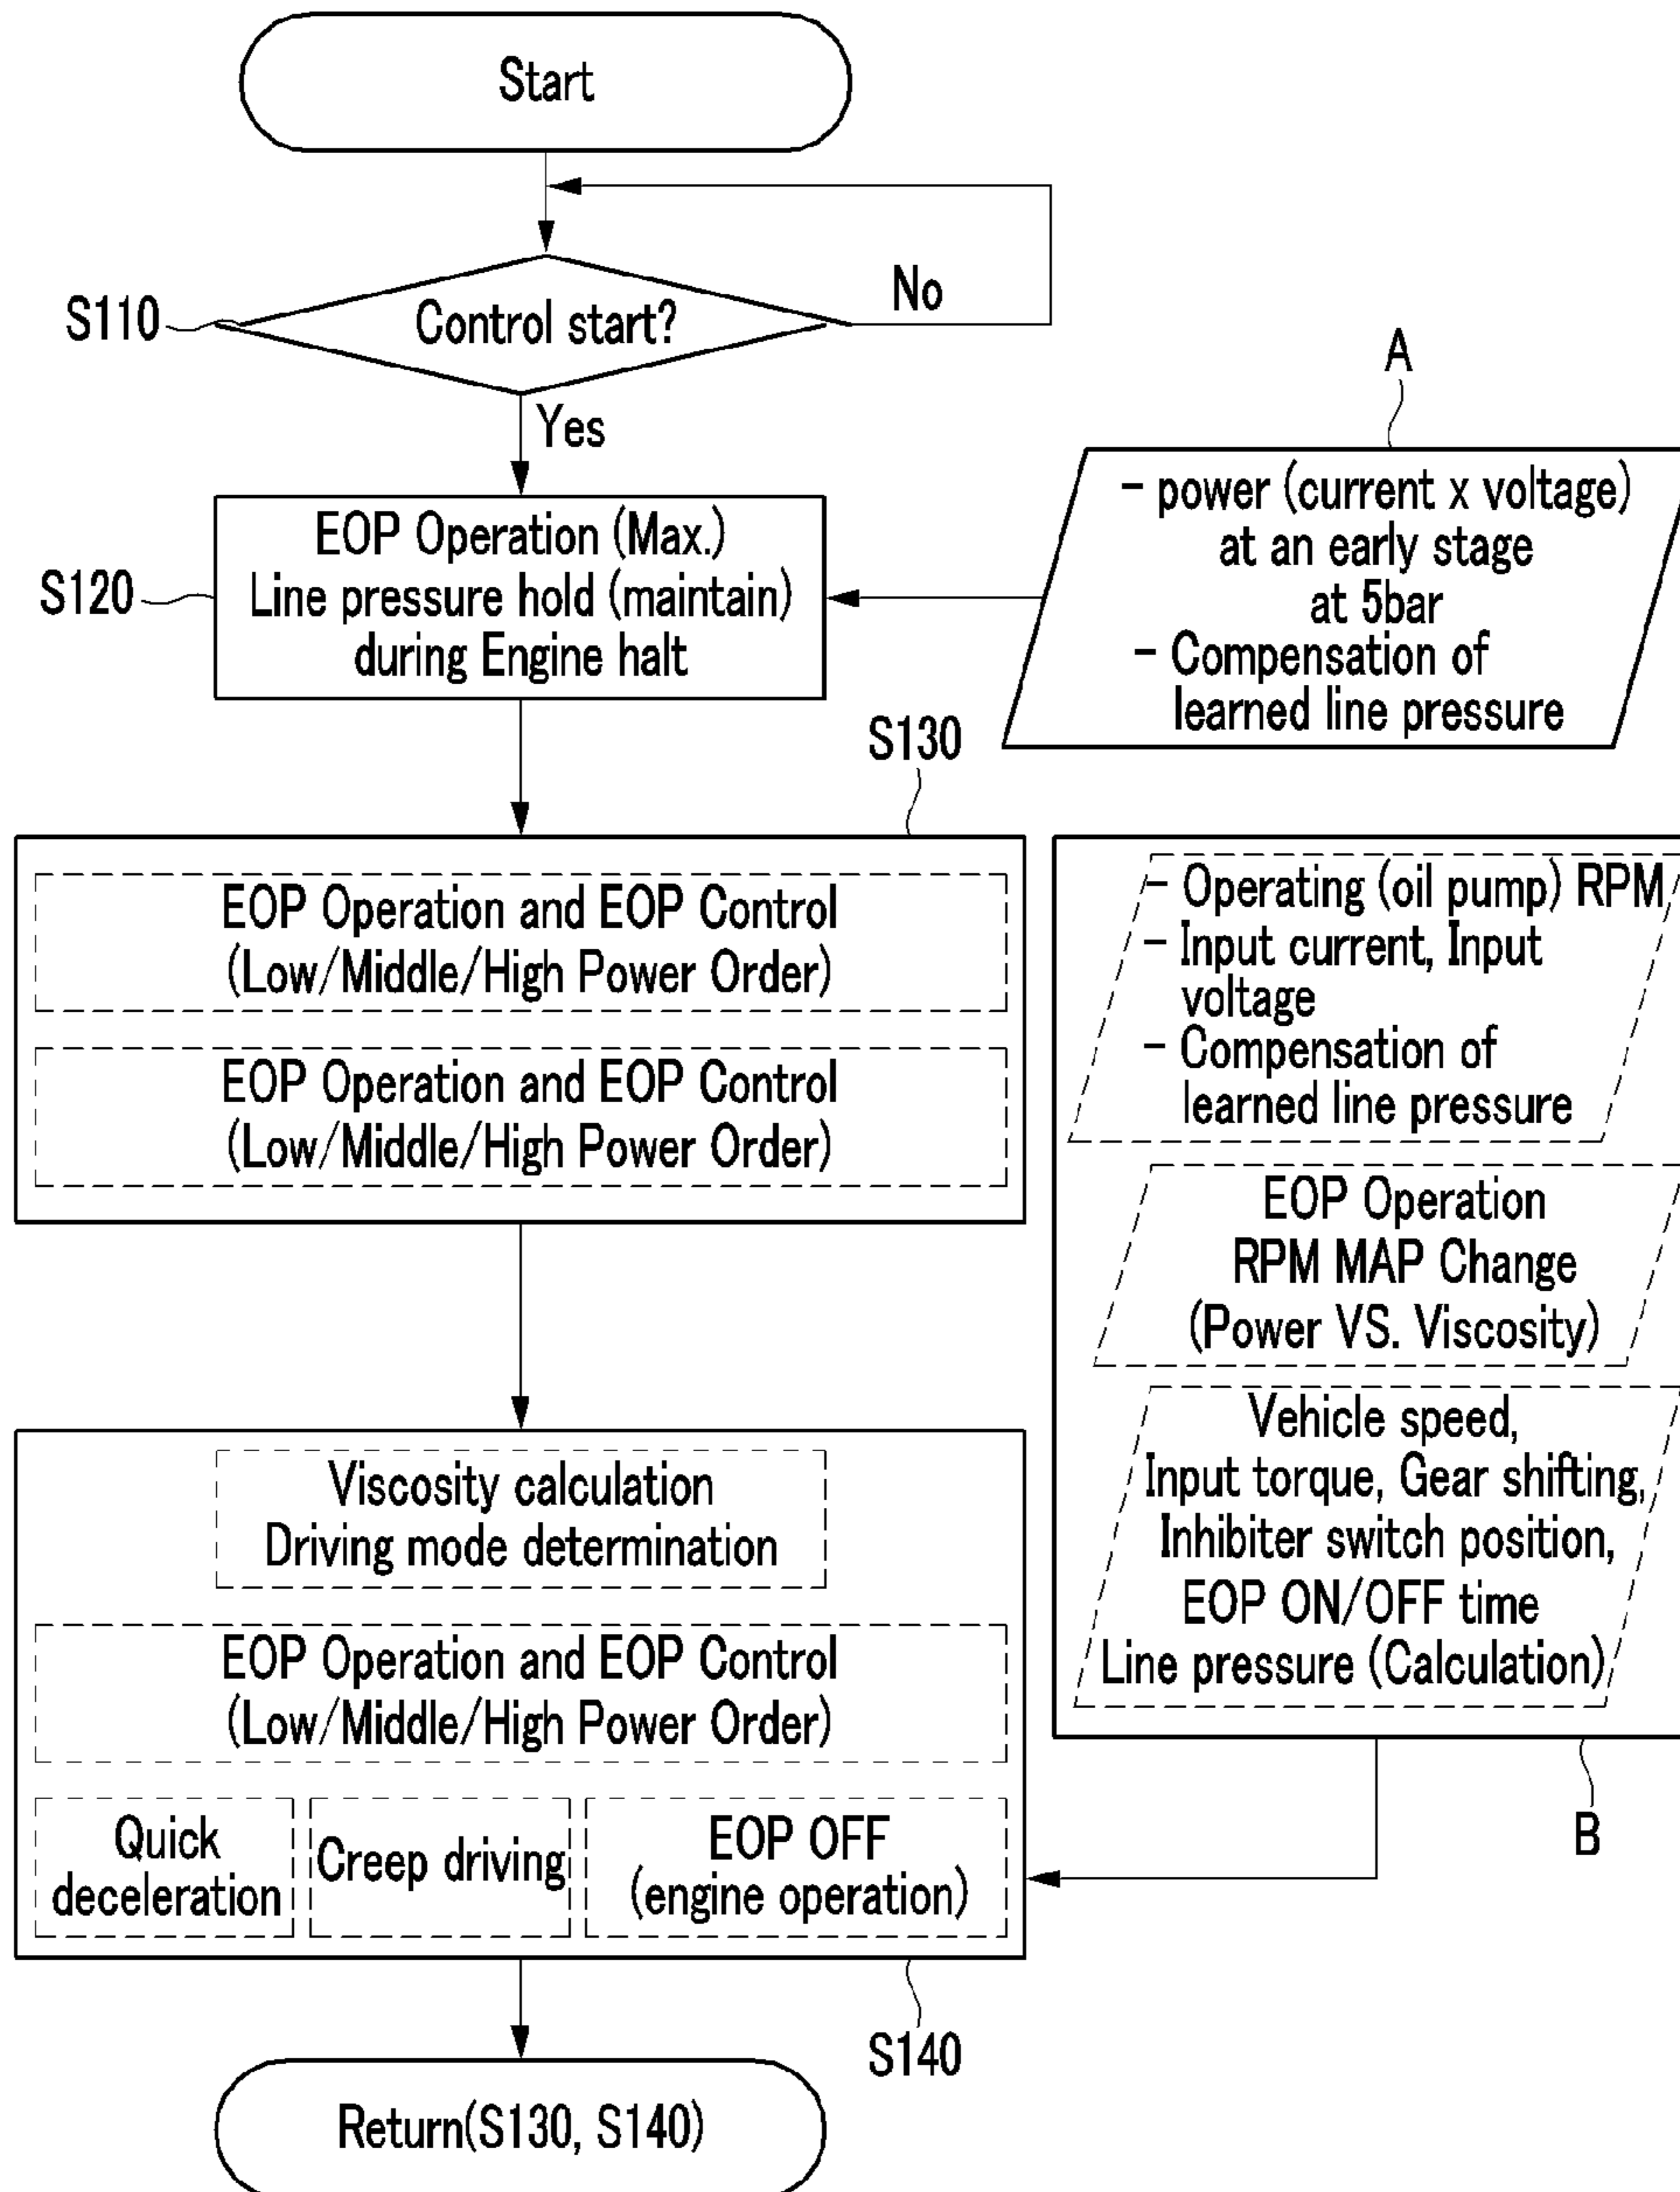 Start
No
S110
Control start?
A
Yes
EOP Operation (Max.)
Line pressure hold (maintain)
during Engine halt
S120
- power (current x voltage)
at an early stage
at 5bar
- Compensation of
learned line pressure
S130
EOP Operation and EOP Control
(Low/Middle/High Power Order)
EOP Operation and EOP Control
(Low/Middle/High Power Order)
- Operating (oil pump) RPM
- Input current, Input
voltage
- Compensation of
learned line pressure
EOP Operation
RPM MAP Change
(Power VS. Viscosity)
Vehicle speed,
Input torque, Gear shifting,
Inhibiter switch position,
EOP ON/OFF time
Line pressure (Calculation)
B
Viscosity calculation
Driving mode determination
EOP Operation and EOP Control
(Low/Middle/High Power Order)
Quick
deceleration
Creep driving
EOP OFF
(engine operation)
S140
Return(S130, S140)